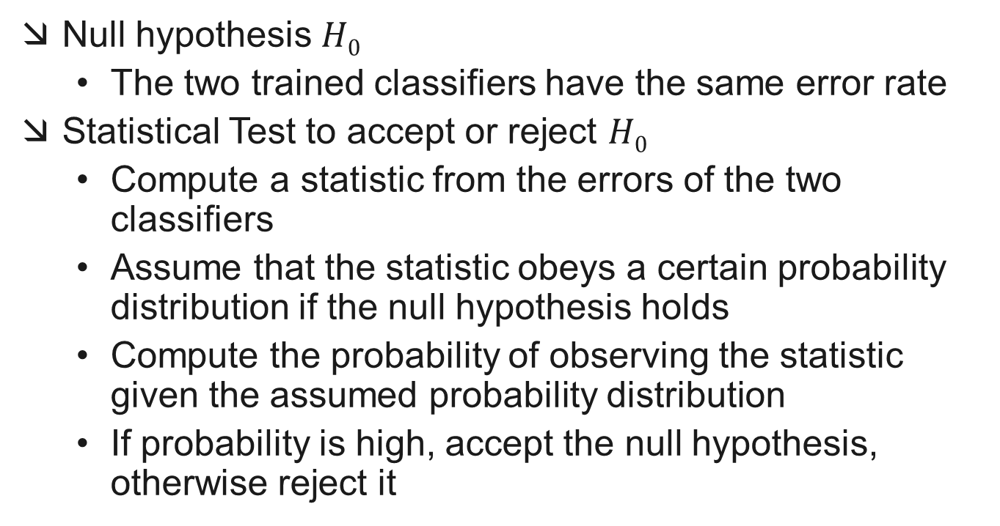 ↘ Null hypothesis H₀
• The two trained classifiers have the same error rate
↘ Statistical Test to accept or reject H₀
• Compute a statistic from the errors of the two
classifiers
• Assume that the statistic obeys a certain probability
distribution if the null hypothesis holds
• Compute the probability of observing the statistic
given the assumed probability distribution
• If probability is high, accept the null hypothesis,
otherwise reject it